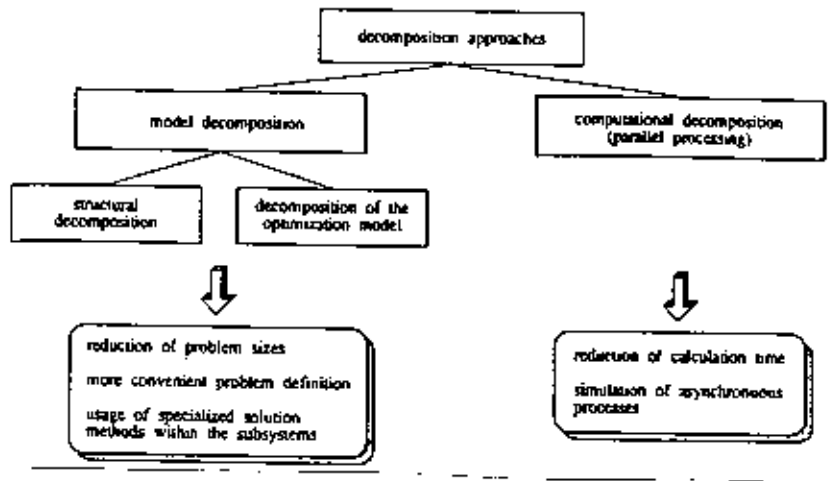 decomposition approaches
model decomposition
computational decomposition
(parallel processing)
structural
decomposition
decomposition of the
optimization model
reduction of problem sizes
more convenient problem definition
usage of specialized solution
methods within the subsystems
reduction of calculation time
simulation of asynchronous
processes